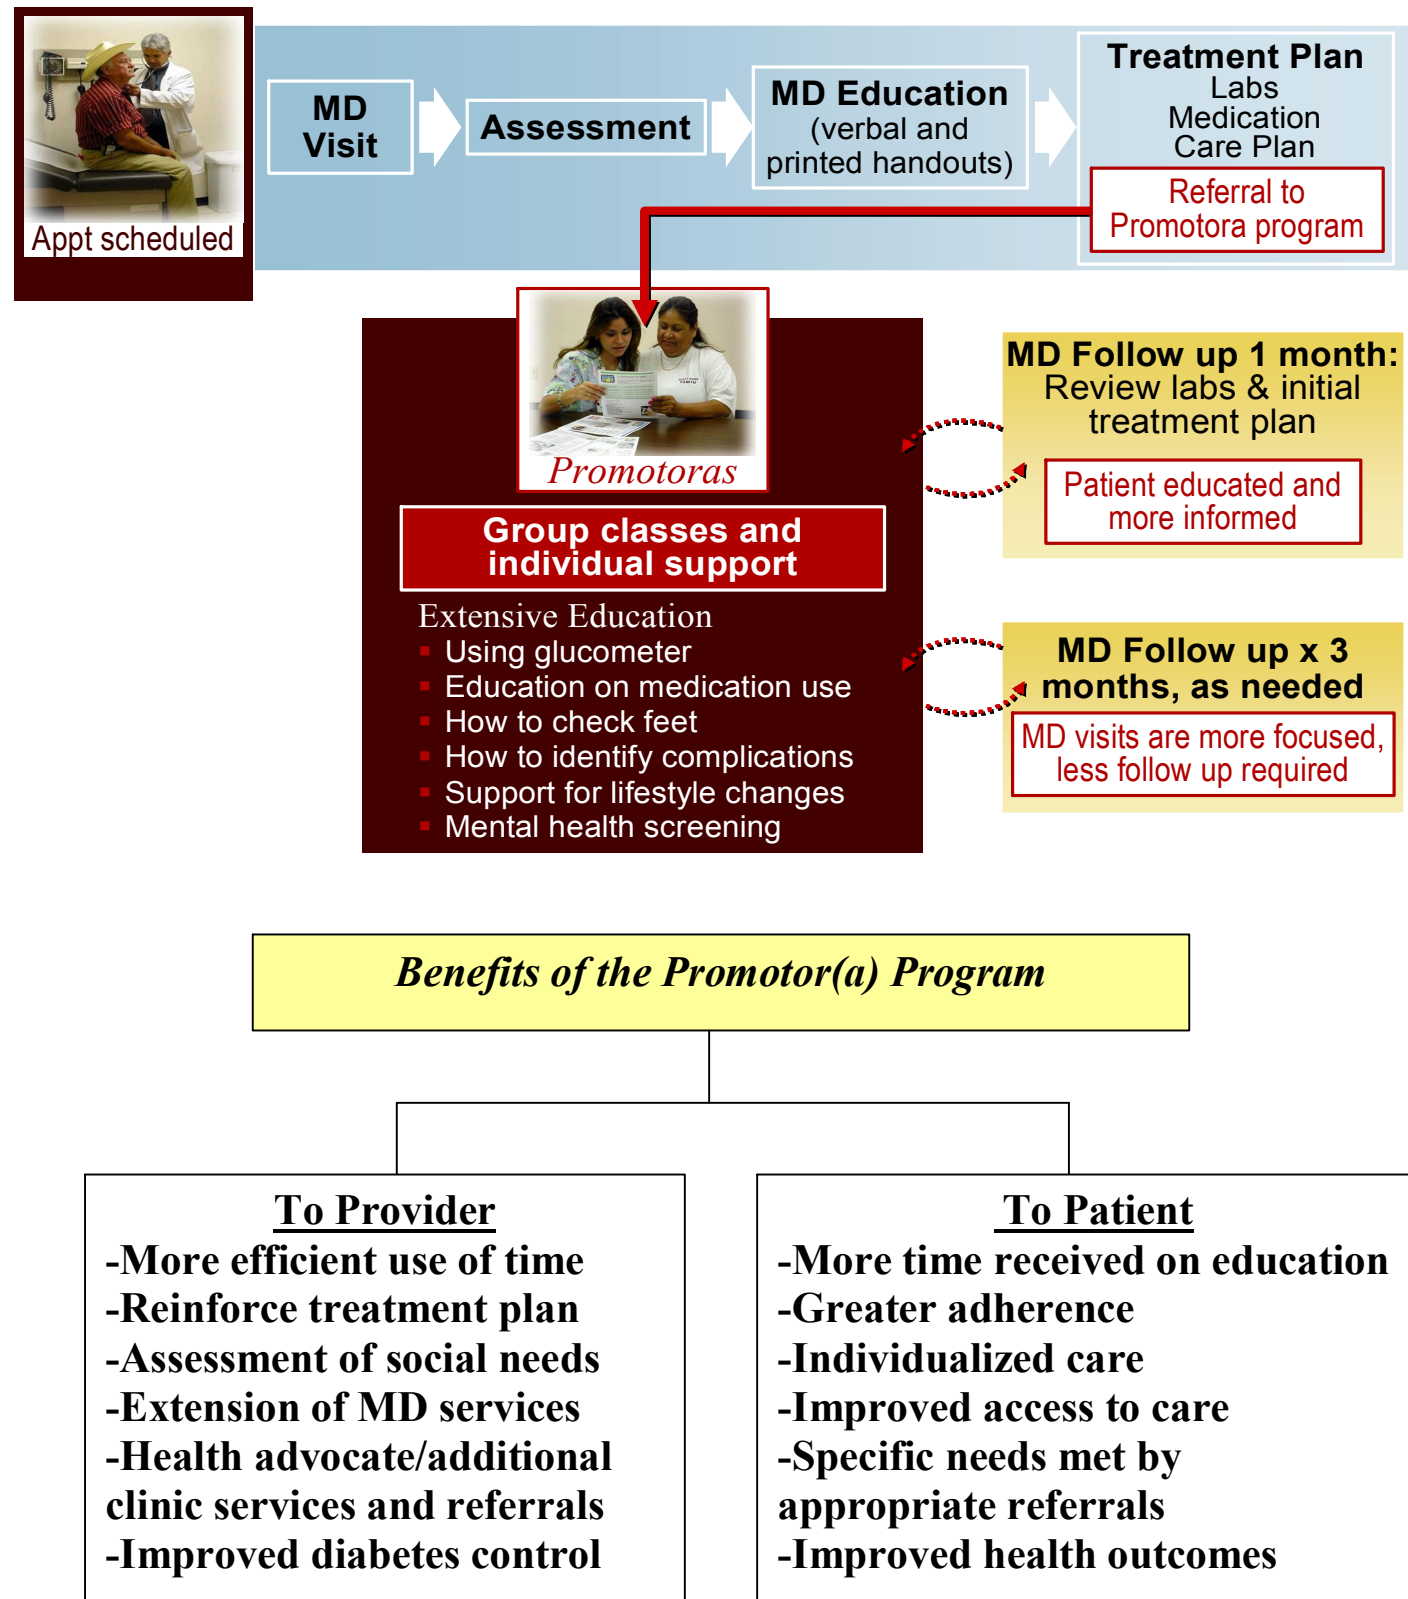 Appt scheduled
MD
Visit
Assessment
MD Education
(verbal and
printed handouts)
Treatment Plan
Labs
Medication
Care Plan
Referral to
Promotora program
Promotoras
Group classes and
individual support
Extensive Education
▪ Using glucometer
▪ Education on medication use
▪ How to check feet
▪ How to identify complications
▪ Support for lifestyle changes
▪ Mental health screening
MD Follow up 1 month:
Review labs & initial
treatment plan
Patient educated and
more informed
MD Follow up x 3
months, as needed
MD visits are more focused,
less follow up required
Benefits of the Promotor(a) Program
To Provider
-More efficient use of time
-Reinforce treatment plan
-Assessment of social needs
-Extension of MD services
-Health advocate/additional
clinic services and referrals
-Improved diabetes control
To Patient
-More time received on education
-Greater adherence
-Individualized care
-Improved access to care
-Specific needs met by
appropriate referrals
-Improved health outcomes